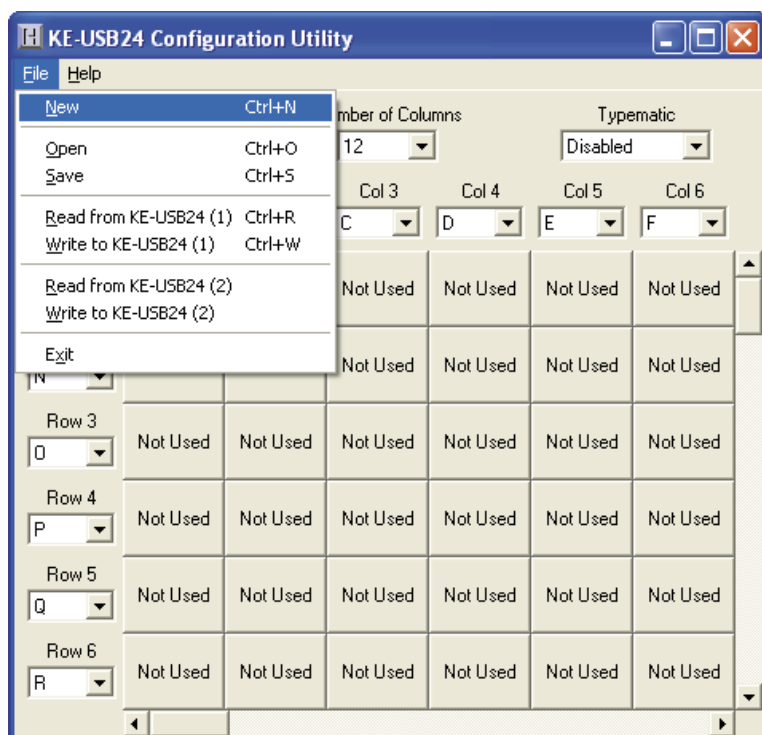 KE-USB24 Configuration Utility
File Help
New Ctrl+N
Open Ctrl+O
Save Ctrl+S
Read from KE-USB24 (1) Ctrl+R
Write to KE-USB24 (1) Ctrl+W
Read from KE-USB24 (2)
Write to KE-USB24 (2)
Exit
mber of Columns Typematic
12 Disabled
Col 3 Col 4 Col 5 Col 6
C D E F
Not Used Not Used Not Used Not Used
N Not Used Not Used Not Used Not Used
Row 3
O Not Used Not Used Not Used Not Used Not Used Not Used
Row 4
P Not Used Not Used Not Used Not Used Not Used Not Used
Row 5
Q Not Used Not Used Not Used Not Used Not Used Not Used
Row 6
R Not Used Not Used Not Used Not Used Not Used Not Used